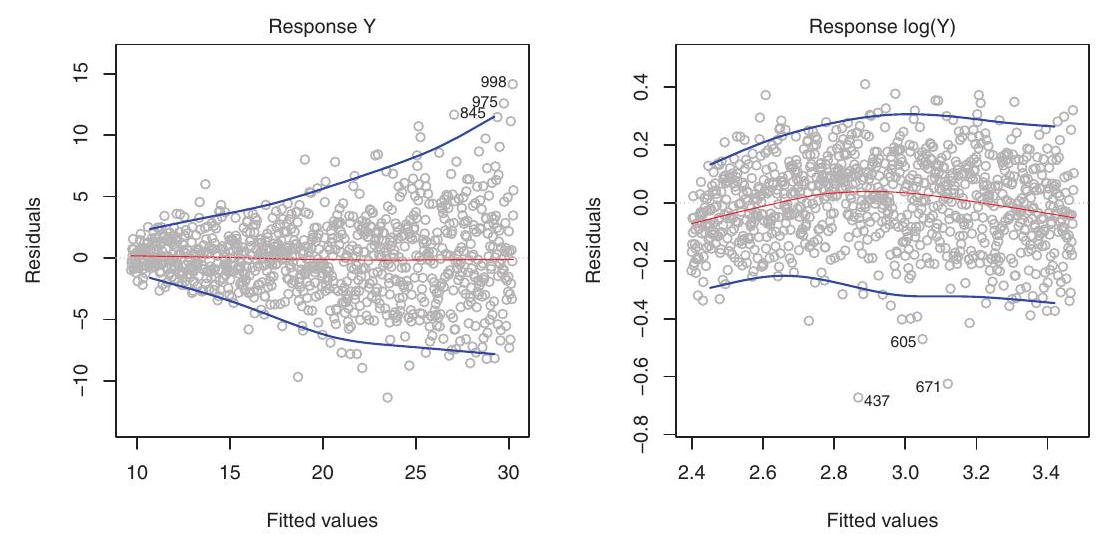 Response Y
Residuals
15
10
5
0
−5
−10
998
975
845
10 15 20 25 30
Fitted values
Response log(Y)
Residuals
0.4
0.2
0.0
−0.2
−0.4
−0.6
−0.8
605
671
437
2.4 2.6 2.8 3.0 3.2 3.4
Fitted values